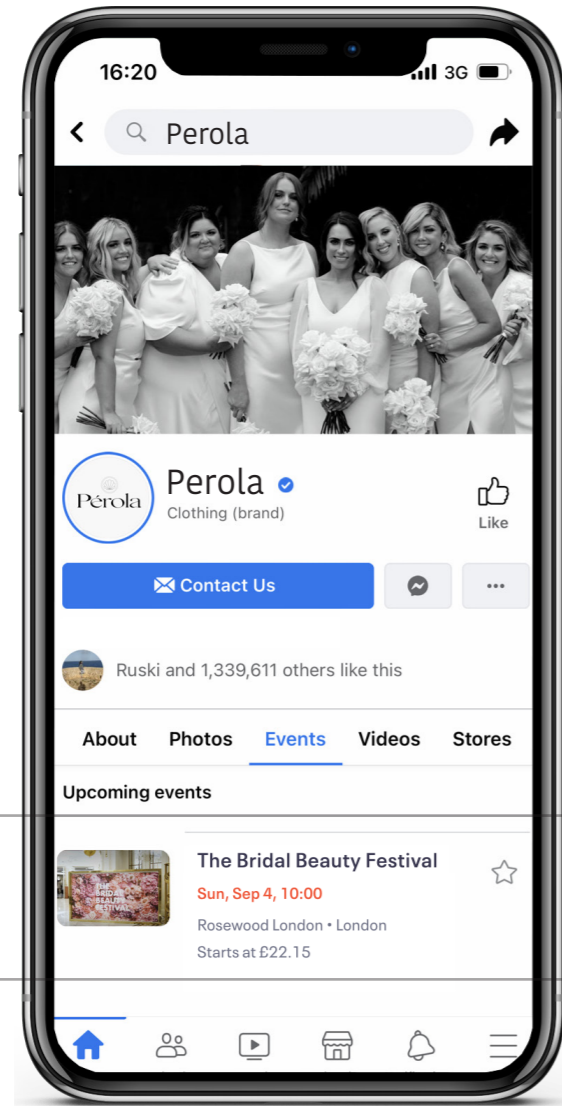 16:20
3G
Perola
Pérola
Perola
Clothing (brand)
Like
Contact Us
Ruski and 1,339,611 others like this
About Photos Events Videos Stores
Upcoming events
THE
BRIDAL
BEAUTY
FESTIVAL
The Bridal Beauty Festival
Sun, Sep 4, 10:00
Rosewood London • London
Starts at £22.15